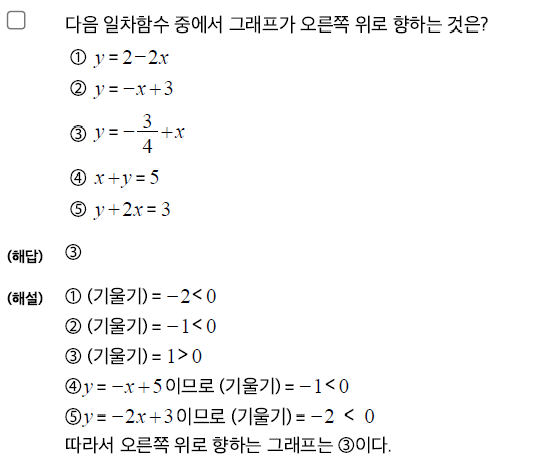 다음 일차함수 중에서 그래프가 오른쪽 위로 향하는 것은?
① y=2−2x
② y=−x+3
③ y=−3/4+x
④ x+y=5
⑤ y+2x=3
(해답) ③
(해설) ① (기울기)=−2<0
② (기울기)=−1<0
③ (기울기)=1>0
④y=−x+5이므로 (기울기)=−1<0
⑤y=−2x+3이므로 (기울기)=−2 < 0
따라서 오른쪽 위로 향하는 그래프는 ③이다.